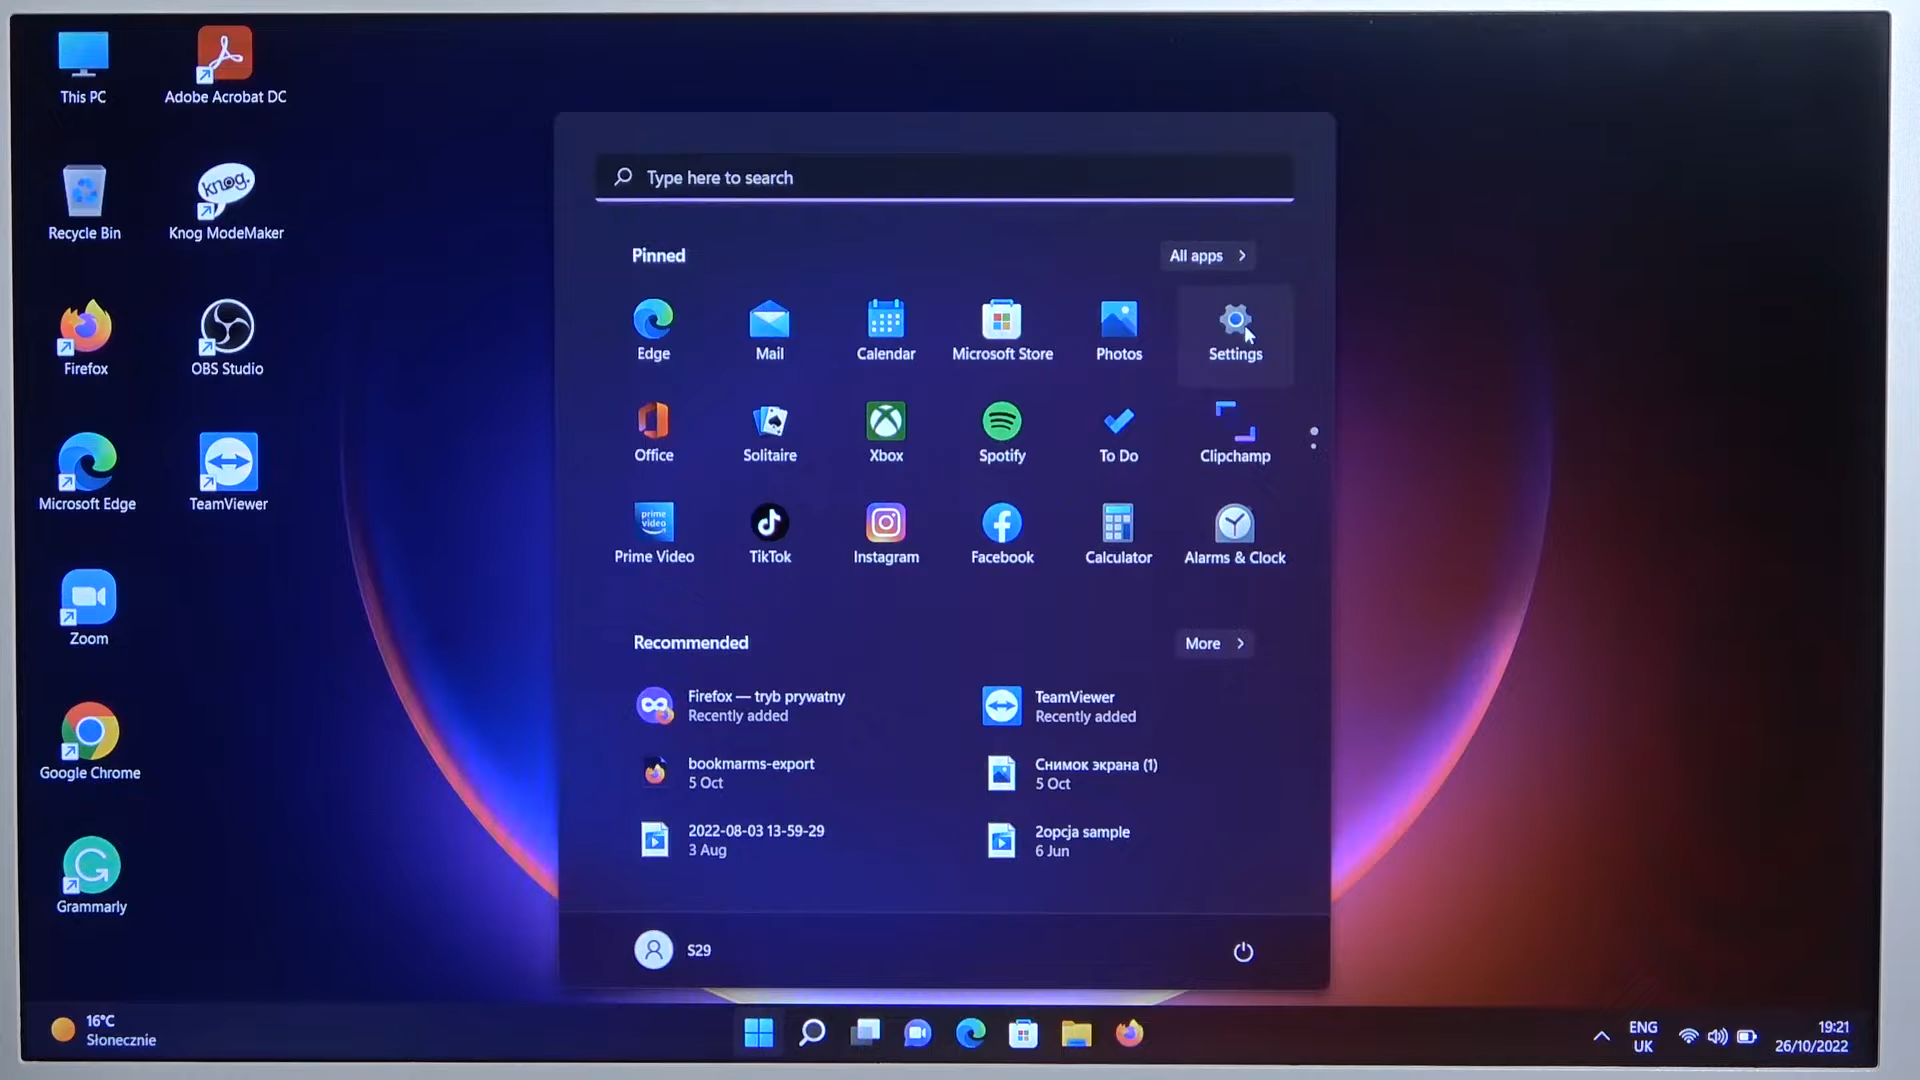 This PC
Adobe Acrobat DC
Recycle Bin
knog.
Knog ModeMaker
Firefox
OBS Studio
Microsoft Edge
TeamViewer
Zoom
Google Chrome
Grammarly
Type here to search
Pinned
All apps
Edge
Mail
Calendar
Microsoft Store
Photos
Settings
Office
Solitaire
Xbox
Spotify
To Do
Clipchamp
prime
video
Prime Video
TikTok
Instagram
Facebook
Calculator
Alarms & Clock
Recommended
More
Firefox — tryb prywatny
Recently added
TeamViewer
Recently added
bookmarms-export
5 Oct
Снимок экрана (1)
5 Oct
2022-08-03 13-59-29
3 Aug
2opcja sample
6 Jun
S29
16°C
Słonecznie
ENG
UK
19:21
26/10/2022